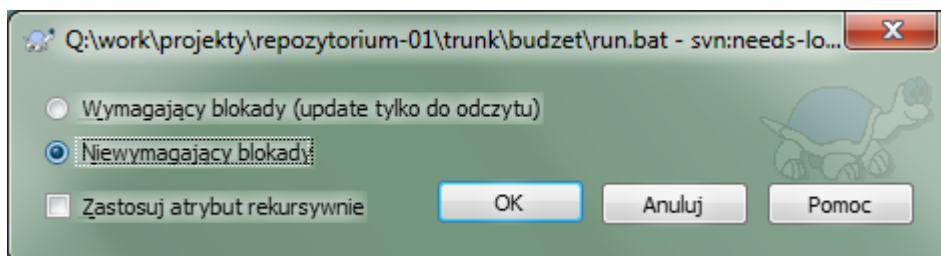 Q:\work\projekty\repozytorium-01\trunk\budzet\run.bat - svn:needs-lo...
Wymagający blokady (update tylko do odczytu)
Niewymagający blokady
Zastosuj atrybut rekursywnie
OK
Anuluj
Pomoc